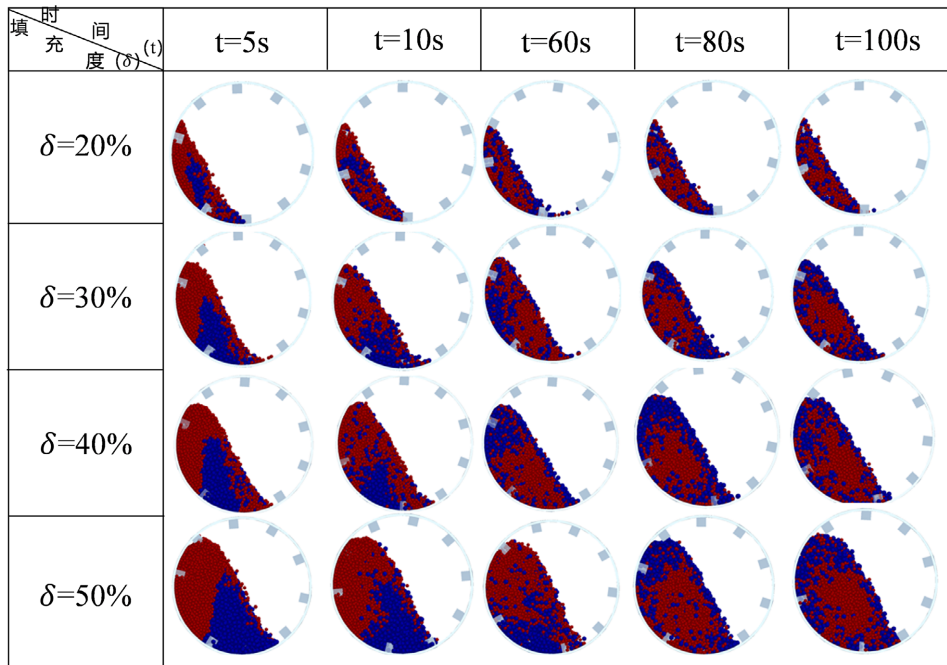 时间(t)
填充度(δ)
t=5s
t=10s
t=60s
t=80s
t=100s
δ=20%
δ=30%
δ=40%
δ=50%